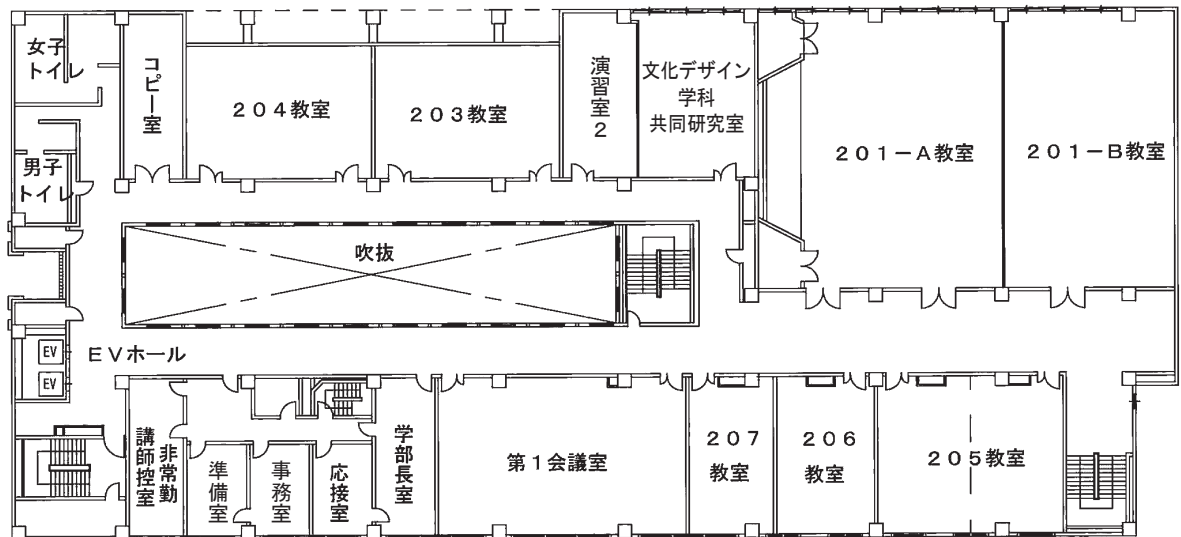 女子
トイレ
コピー室
２０４教室
２０３教室
演習室２
文化デザイン
学科
共同研究室
２０１－Ａ教室
２０１－Ｂ教室
男子
トイレ
吹抜
EV
EV
ＥＶホール
非常勤
講師控室
準備室
事務室
応接室
学部長室
第１会議室
２０７
教室
２０６
教室
２０５教室